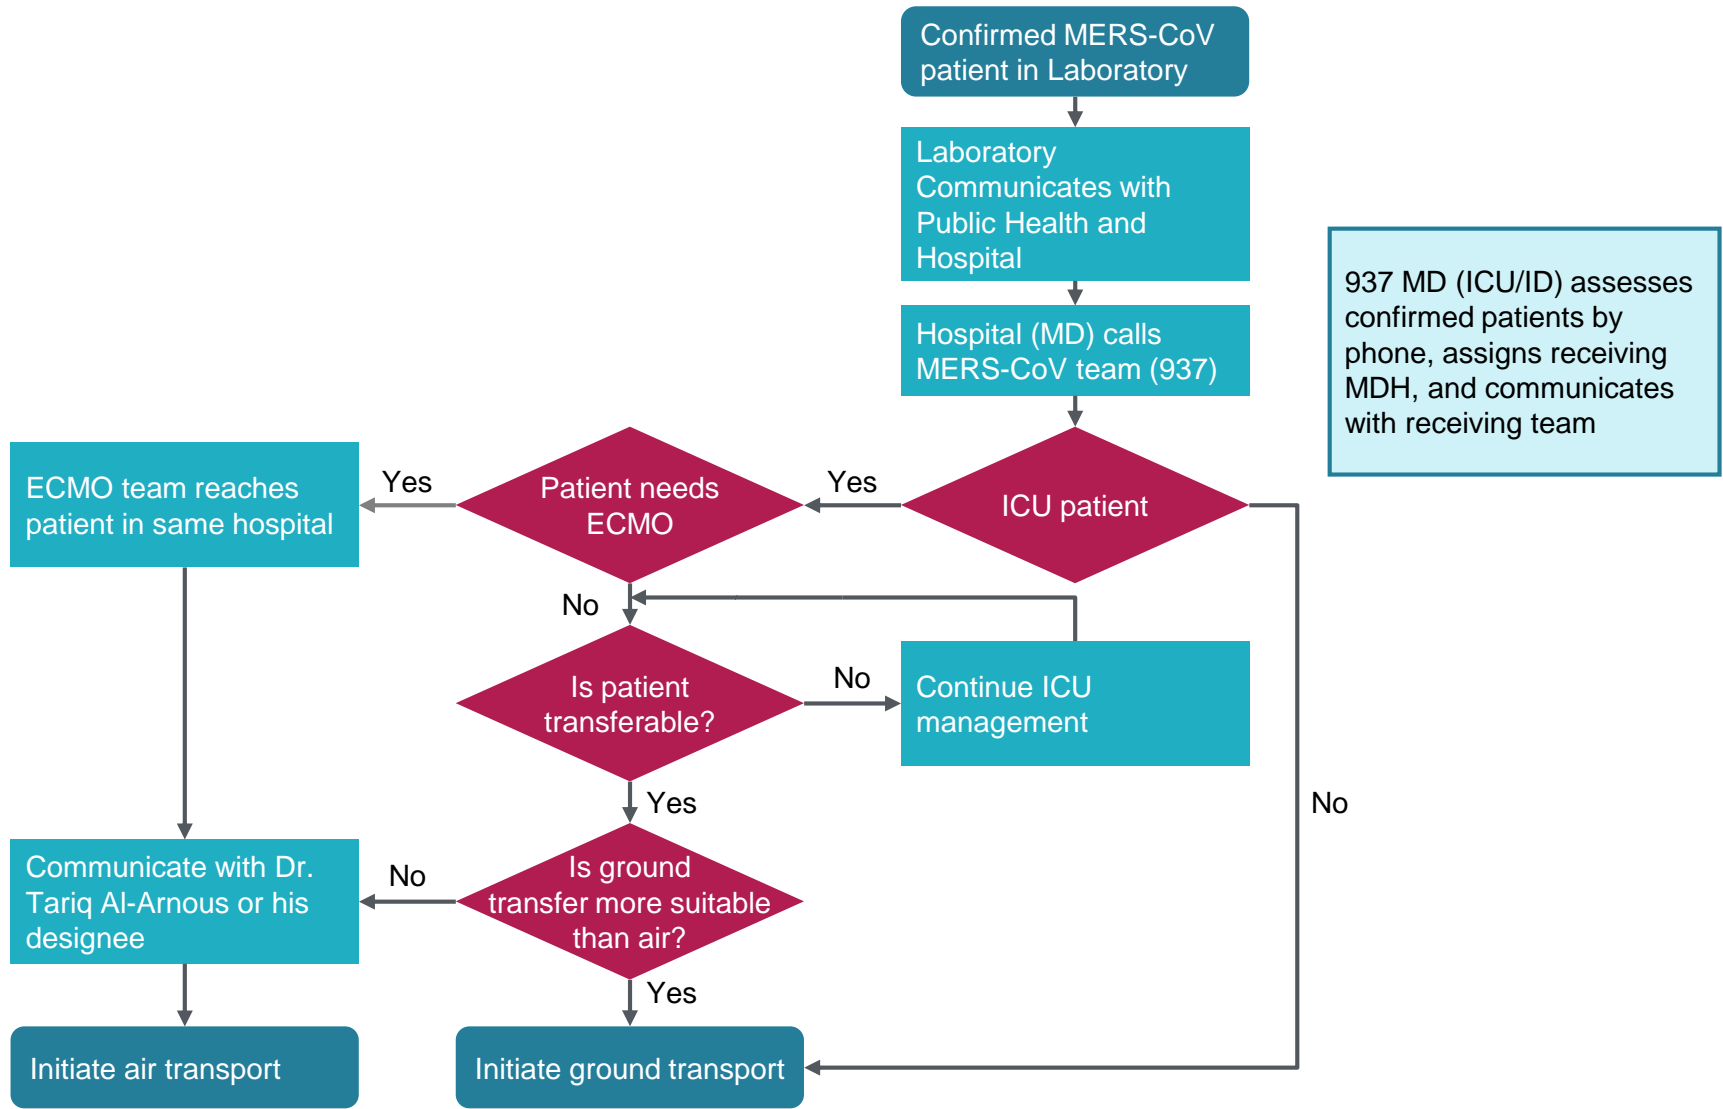 Confirmed MERS-CoV
patient in Laboratory
Laboratory
Communicates with
Public Health and
Hospital
937 MD (ICU/ID) assesses
confirmed patients by
phone, assigns receiving
MDH, and communicates
with receiving team
Hospital (MD) calls
MERS-CoV team (937)
ICU patient
Yes
Patient needs
ECMO
Yes
ECMO team reaches
patient in same hospital
No
Is patient
transferable?
No
Continue ICU
management
Yes
No
Is ground
transfer more suitable
than air?
No
Communicate with Dr.
Tariq Al-Arnous or his
designee
Yes
Initiate air transport
Initiate ground transport